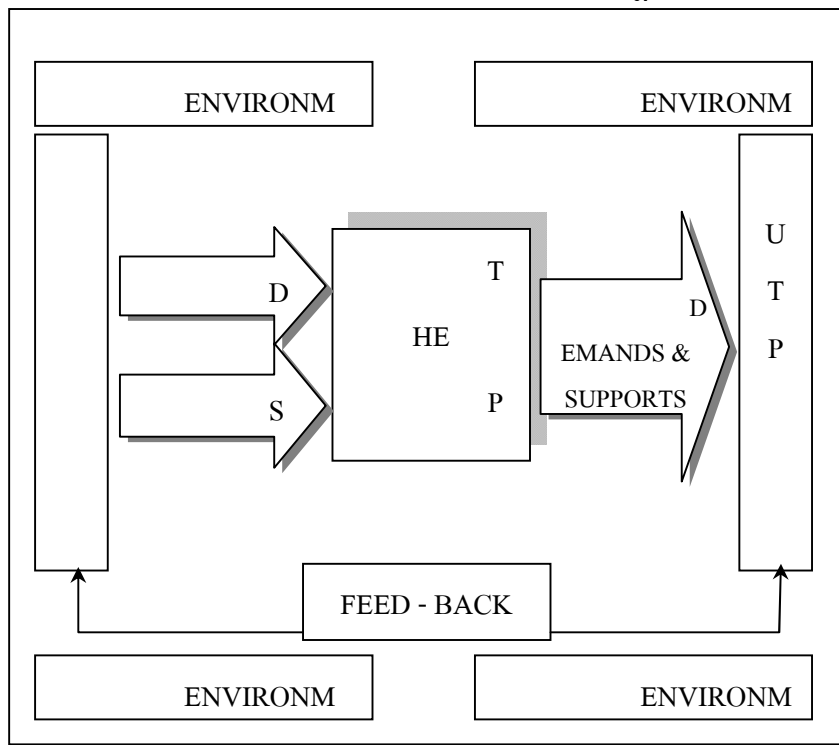 ENVIRONM
ENVIRONM
D
S
T
HE
P
D
EMANDS &
SUPPORTS
U
T
P
FEED - BACK
ENVIRONM
ENVIRONM